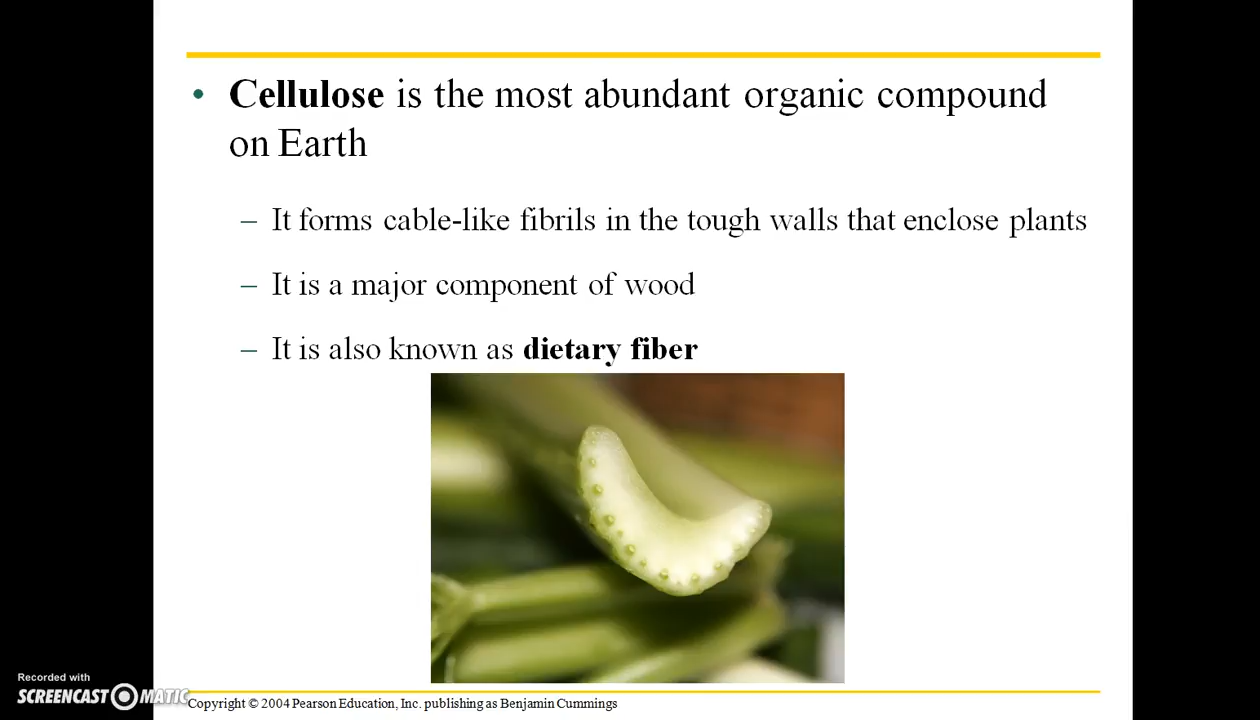 • Cellulose is the most abundant organic compound
on Earth
– It forms cable-like fibrils in the tough walls that enclose plants
– It is a major component of wood
– It is also known as dietary fiber
Recorded with
SCREENCAST MATIC
Copyright © 2004 Pearson Education, Inc. publishing as Benjamin Cummings